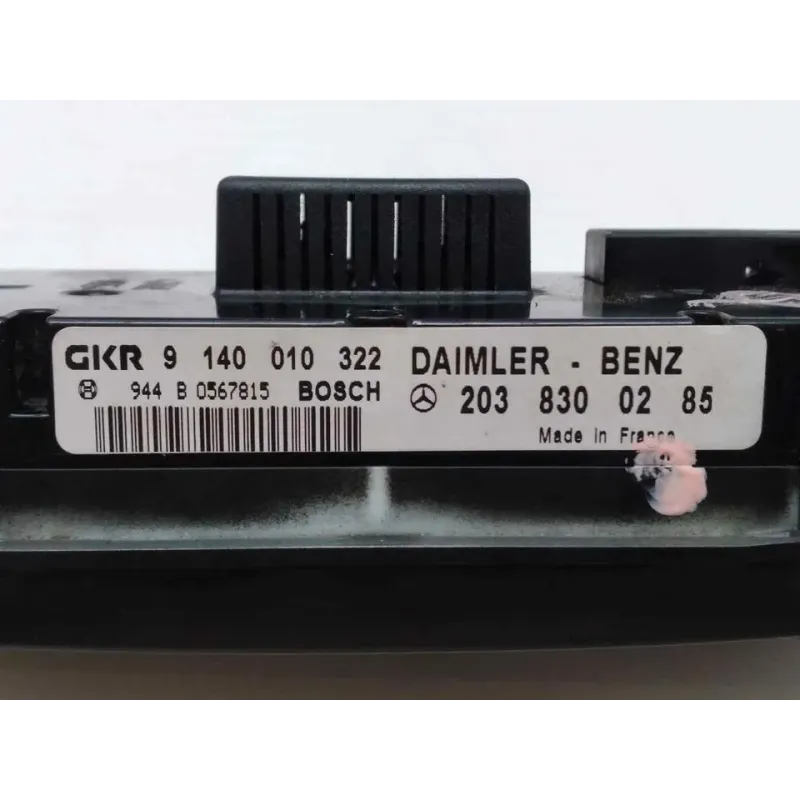 GKR 9 140 010 322 DAIMLER - BENZ
944 B 0567815 BOSCH 203 830 02 85
Made in France